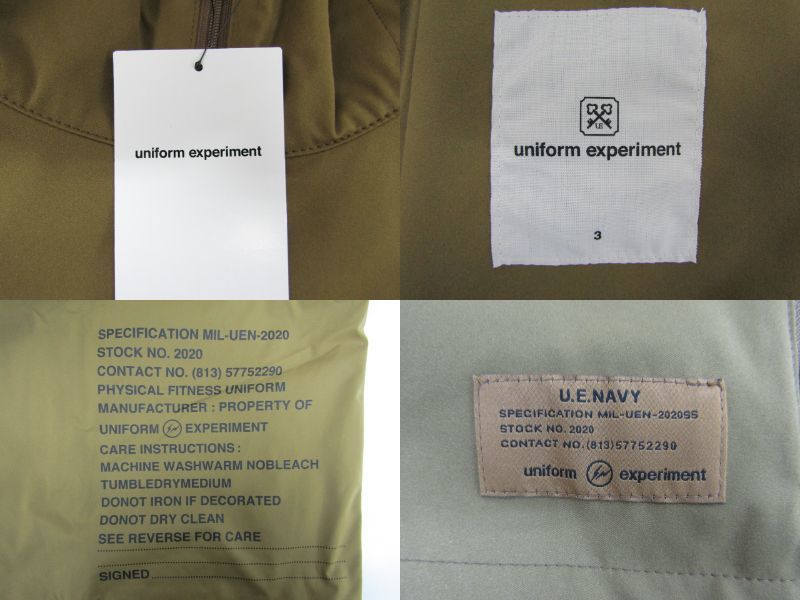 uniform experiment
UE
uniform experiment
3
SPECIFICATION MIL-UEN-2020
STOCK NO. 2020
CONTACT NO. (813) 57752290
PHYSICAL FITNESS UNIFORM
MANUFACTURER : PROPERTY OF
UNIFORM EXPERIMENT
CARE INSTRUCTIONS :
MACHINE WASHWARM NOBLEACH
TUMBLEDRYMEDIUM
DONOT IRON IF DECORATED
DONOT DRY CLEAN
SEE REVERSE FOR CARE
SIGNED
U.E.NAVY
SPECIFICATION MIL-UEN-2020SS
STOCK NO. 2020
CONTACT NO.(813)57752290
uniform experiment